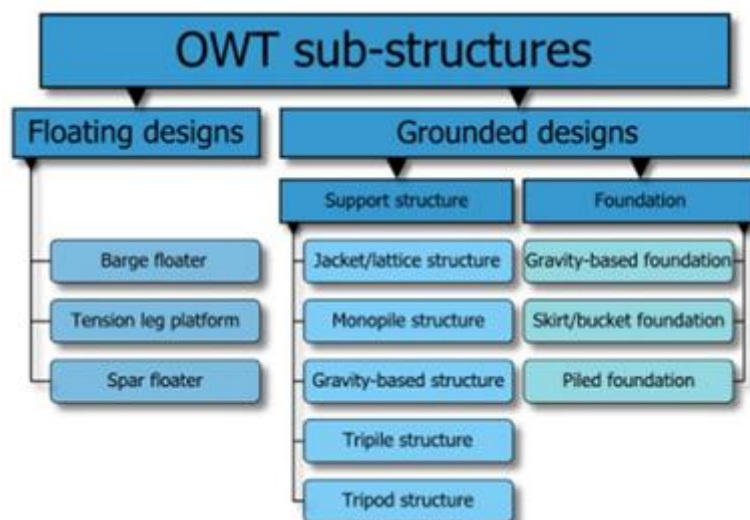 OWT sub-structures
Floating designs
Grounded designs
Support structure
Foundation
Barge floater
Jacket/lattice structure
Gravity-based foundation
Tension leg platform
Monopile structure
Skirt/bucket foundation
Spar floater
Gravity-based structure
Piled foundation
Tripile structure
Tripod structure